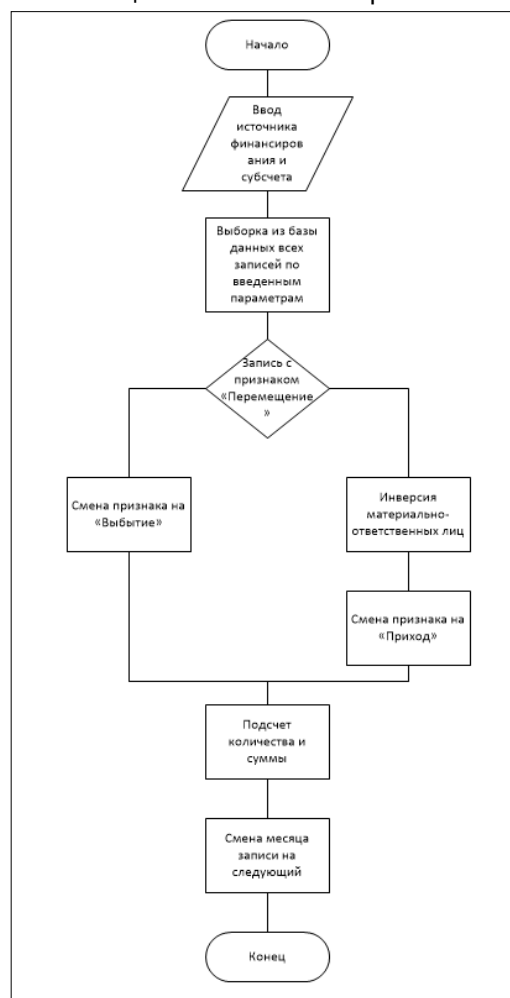 Начало
Ввод
источника
финансиров
ания и
субсчета
Выборка из базы
данных всех
записей по
введенным
параметрам
Запись с
признаком
«Перемещение
»
Смена признака на
«Выбытие»
Инверсия
материально-
ответственных лиц
Смена признака на
«Приход»
Подсчет
количества и
суммы
Смена месяца
записи на
следующий
Конец